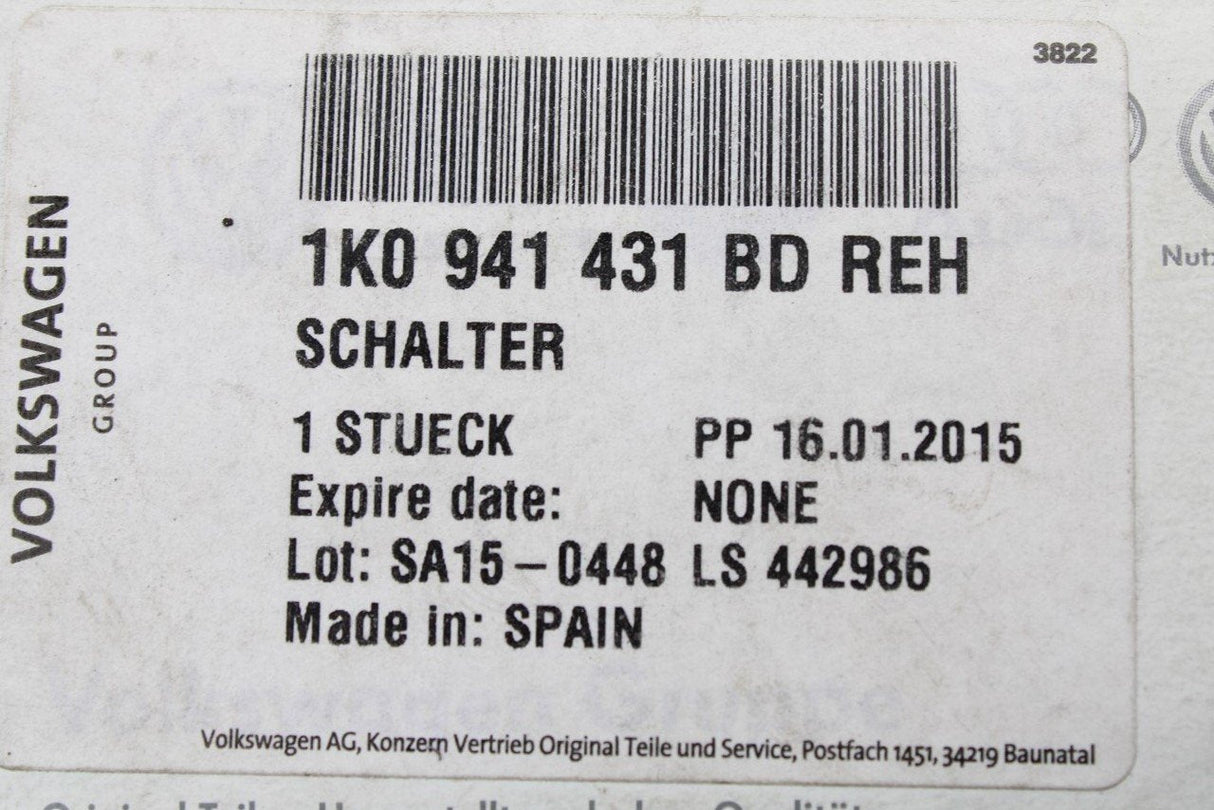 3822
VOLKSWAGEN
GROUP
1K0 941 431 BD REH
SCHALTER
1 STUECK PP 16.01.2015
Expire date: NONE
Lot: SA15-0448 LS 442986
Made in: SPAIN
Volkswagen AG, Konzern Vertrieb Original Teile und Service, Postfach 1451, 34219 Baunatal